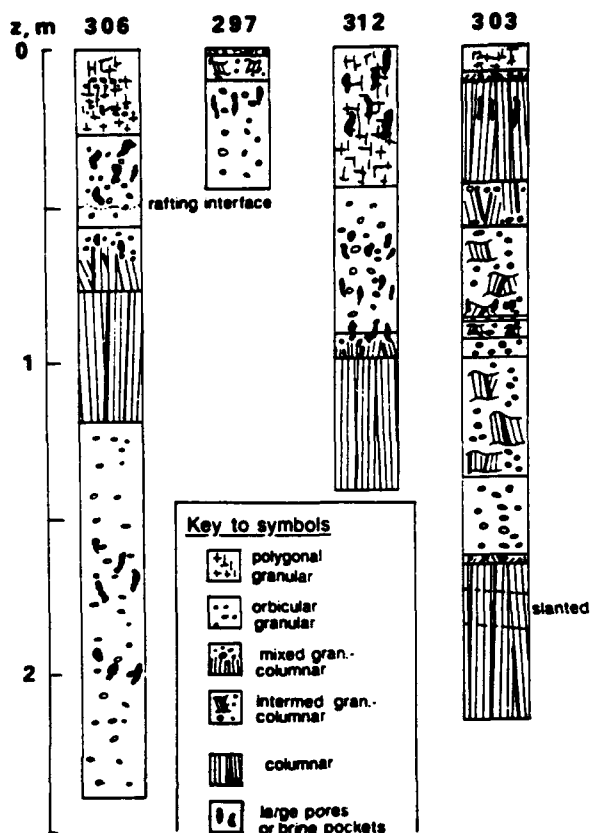 z, m 306 297 312 303
0
rafting interface
1
Key to symbols
polygonal
granular
orbicular
granular
mixed gran.-
columnar
slanted
intermed gran.-
columnar
2
columnar
large pores
or brine pockets